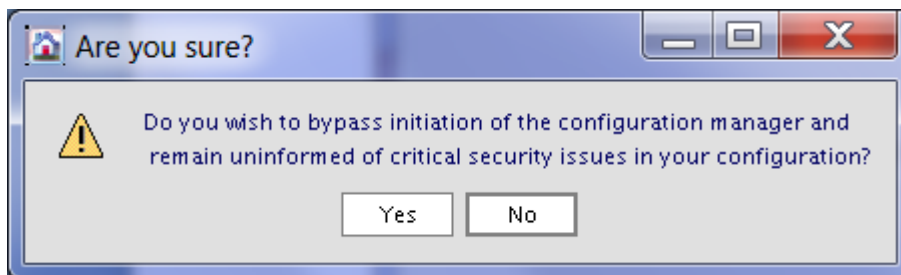 Are you sure?
Do you wish to bypass initiation of the configuration manager and
remain uninformed of critical security issues in your configuration?
Yes No